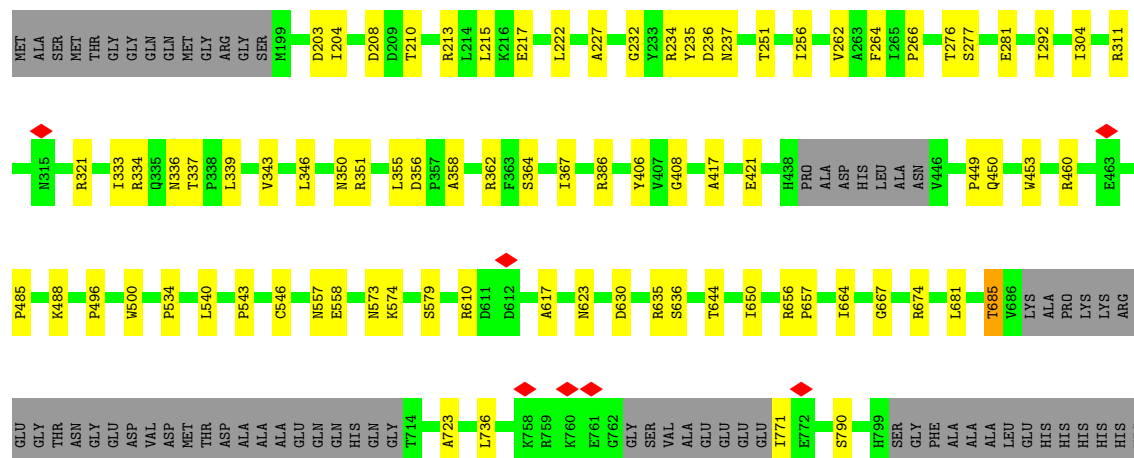 MET ALA SER MET THR GLY GLY GLN GLN MET GLY ARG GLY SER M199 D203 I204 D208 D209 T210 R213 L214 L215 K216 E217 L222 A227 G232 Y233 R234 Y235 D236 N237 T251 I256 V262 A263 F264 I265 P266 T276 S277 E281 I292 I304 R311
N315 R321 I333 R334 Q335 N336 T337 P338 L339 V343 L346 N350 R351 L355 D356 P357 A358 R362 F363 S364 I367 R386 Y406 V407 G408 A417 E421 H438 PRO ALA ASP HIS LEU ALA ASN V446 P449 Q450 W453 R460 E463
P485 K488 P496 W500 P534 L540 P543 C546 N557 E558 N573 K574 S579 R610 D611 D612 A617 N623 D630 R635 S636 T644 I650 R656 P657 I664 G667 R674 L681 T685 V686 LYS ALA PRO LYS LYS ARG
GLU GLY THR ASN GLY GLU ASP VAL ASP MET THR ASP ALA ALA ALA GLU GLN GLN HIS GLN GLY T714 A723 L736 K758 R759 K760 E761 G762 GLY SER VAL ALA GLU GLU GLU GLU I771 E772 S790 H799 SER GLY PHE ALA ALA ALA LEU GLU HIS HIS HIS HIS HIS